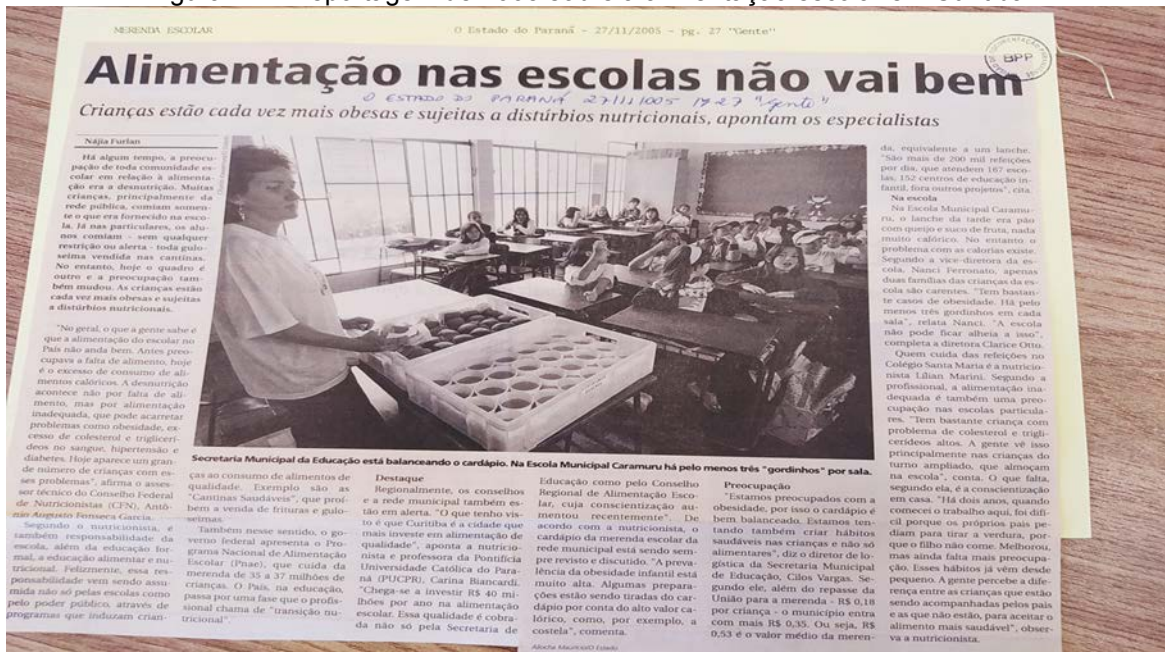 MERENDA ESCOLAR
O Estado do Paraná - 27/11/2005 - pg. 27 "Gente"
BPP
Alimentação nas escolas não vai bem
O ESTADO DO PARANÁ 27/11/005 "gente"
Crianças estão cada vez mais obesas e sujeitas a distúrbios nutricionais, apontam os especialistas
Nájia Furlan
Há algum tempo, a preocu-
pação de toda comunidade es-
colar em relação à alimenta-
ção era a desnutrição. Muitas
crianças, principalmente da
rede pública, comiam somen-
te o que era fornecido na esco-
la. Já nas particulares, os alu-
nos comiam - sem qualquer
restrição ou alerta - toda gulo-
seima vendida nas cantinas.
No entanto, hoje o quadro é
outro e a preocupação tam-
bém mudou. As crianças estão
cada vez mais obesas e sujeitas
a distúrbios nutricionais.
"No geral, o que a gente sabe é
que a alimentação do escolar no
País não anda bem. Antes preo-
cupava a falta de alimento, hoje
é o excesso de consumo de ali-
mentos calóricos. A desnutrição
acontece não por falta de ali-
mento, mas por alimentação
inadequada, que pode acarretar
problemas como obesidade, ex-
cesso de colesterol e trigliceri-
deos no sangue, hipertensão e
diabetes. Hoje aparece um gran-
de número de crianças com es-
ses problemas", afirma o asses-
sor técnico do Conselho Federal
de Nutricionistas (CFN), Antô-
nio Augusto Fonseca Garcia.
Segundo o nutricionista, é
também responsabilidade da
escola, além da educação for-
mal, a educação alimentar e nu-
tricional. Felizmente, essa res-
ponsabilidade vem sendo assu-
mida não só pelas escolas como
pelo poder público, através de
programas que induzam crian-
Secretaria Municipal da Educação está balanceando o cardápio. Na Escola Municipal Caramuru há pelo menos três "gordinhos" por sala.
ças ao consumo de alimentos de
qualidade. Exemplo são as
"Cantinas Saudáveis", que proí-
bem a venda de frituras e gulo-
seimas.
Também nesse sentido, o go-
verno federal apresenta o Pro-
grama Nacional de Alimentação
Escolar (Pnae), que cuida da
merenda de 35 a 37 milhões de
crianças. O País, na educação,
passa por uma fase que o profis-
sional chama de "transição nu-
tricional".
Destaque
Regionalmente, os conselhos
e a rede municipal também es-
tão em alerta. "O que tenho vis-
to é que Curitiba é a cidade que
mais investe em alimentação de
qualidade", aponta a nutricio-
nista e professora da Pontifícia
Universidade Católica do Para-
ná (PUCPR), Carina Biancardi.
"Chega-se a investir R$ 40 mi-
lhões por ano na alimentação
escolar. Essa qualidade é cobra-
da não só pela Secretaria de
Educação como pelo Conselho
Regional de Alimentação Esco-
lar, cuja conscientização au-
mentou recentemente". De
acordo com a nutricionista, o
cardápio da merenda escolar da
rede municipal está sendo sem-
pre revisto e discutido. "A preva-
lência da obesidade infantil está
muito alta. Algumas prepara-
ções estão sendo tiradas do car-
dápio por conta do alto valor ca-
lórico, como, por exemplo, a
costela", comenta.
Preocupação
"Estamos preocupados com a
obesidade, por isso o cardápio é
bem balanceado. Estamos ten-
tando também criar hábitos
saudáveis nas crianças e não só
alimentares", diz o diretor de lo-
gística da Secretaria Municipal
de Educação, Cilos Vargas. Se-
gundo ele, além do repasse da
União para a merenda - R$ 0,18
por criança - o município entra
com mais R$ 0,35. Ou seja, R$
0,53 é o valor médio da meren-
da, equivalente a um lanche.
"São mais de 200 mil refeições
por dia, que atendem 167 esco-
las, 152 centros de educação in-
fantil, fora outros projetos", cita.
Na escola
Na Escola Municipal Caramu-
ru, o lanche da tarde era pão
com queijo e suco de fruta, nada
muito calórico. No entanto o
problema com as calorias existe.
Segundo a vice-diretora da es-
cola, Nanci Ferronato, apenas
duas famílias das crianças da es-
cola são carentes. "Tem bastan-
te casos de obesidade. Há pelo
menos três gordinhos em cada
sala", relata Nanci. "A escola
não pode ficar alheia a isso",
completa a diretora Clarice Otto.
Quem cuida das refeições no
Colégio Santa Maria é a nutricio-
nista Lílian Marini. Segundo a
profissional, a alimentação ina-
dequada é também uma preo-
cupação nas escolas particula-
res. "Tem bastante criança com
problema de colesterol e trigli-
cerídeos altos. A gente vê isso
principalmente nas crianças do
turno ampliado, que almoçam
na escola", conta. O que falta,
segundo ela, é a conscientização
em casa. "Há dois anos, quando
comecei o trabalho aqui, foi difí-
cil porque os próprios pais pe-
diam para tirar a verdura, por-
que o filho não come. Melhorou,
mas ainda falta mais preocupa-
ção. Esses hábitos já vêm desde
pequeno. A gente percebe a dife-
rença entre as crianças que estão
sendo acompanhadas pelos pais
e as que não estão, para aceitar o
alimento mais saudável", obser-
va a nutricionista.